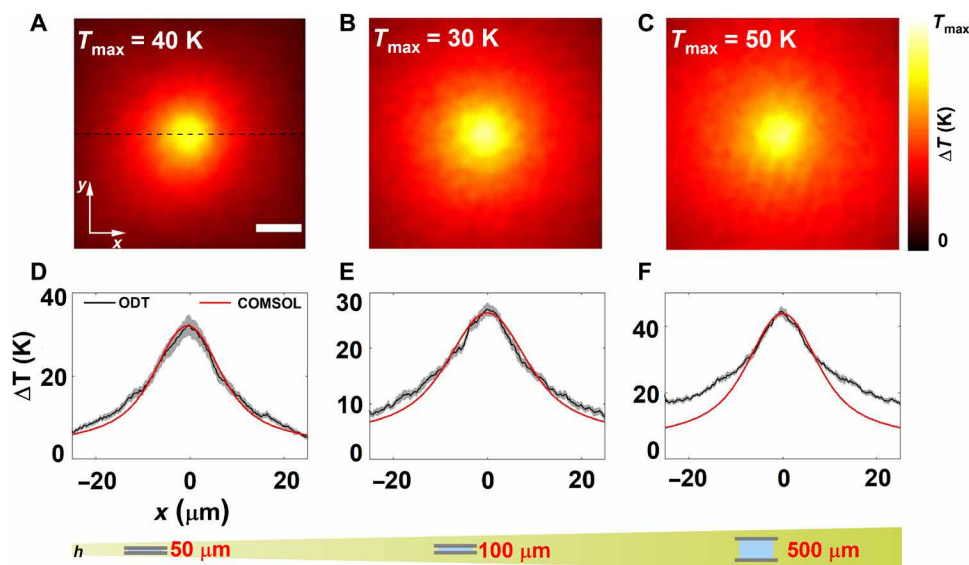 A
T_max = 40 K
B
T_max = 30 K
C
T_max = 50 K
T_max
ΔT (K)
0
y
x
D
ODT
COMSOL
40
20
0
ΔT (K)
−20
0
20
x (μm)
E
30
20
10
0
−20
0
20
F
40
20
0
−20
0
20
h
50 μm
100 μm
500 μm